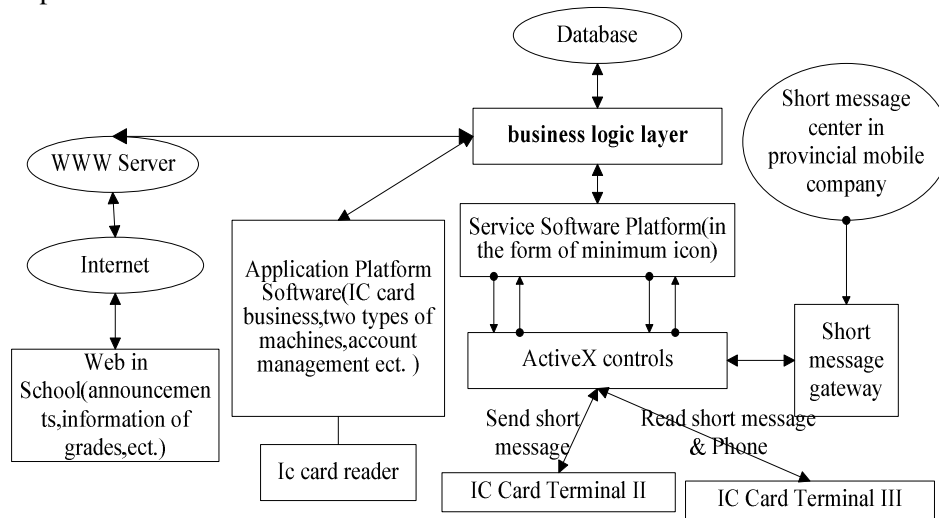 Database
business logic layer
Short message
center in
provincial mobile
company
WWW Server
Service Software Platform(in
the form of minimum icon)
Internet
Application Platform
Software(IC card
business,two types of
machines,account
management ect. )
ActiveX controls
Short
message
gateway
Web in
School(announcemen
ts,information of
grades,ect.)
Send short
message
Read short message
& Phone
Ic card reader
IC Card Terminal II
IC Card Terminal III